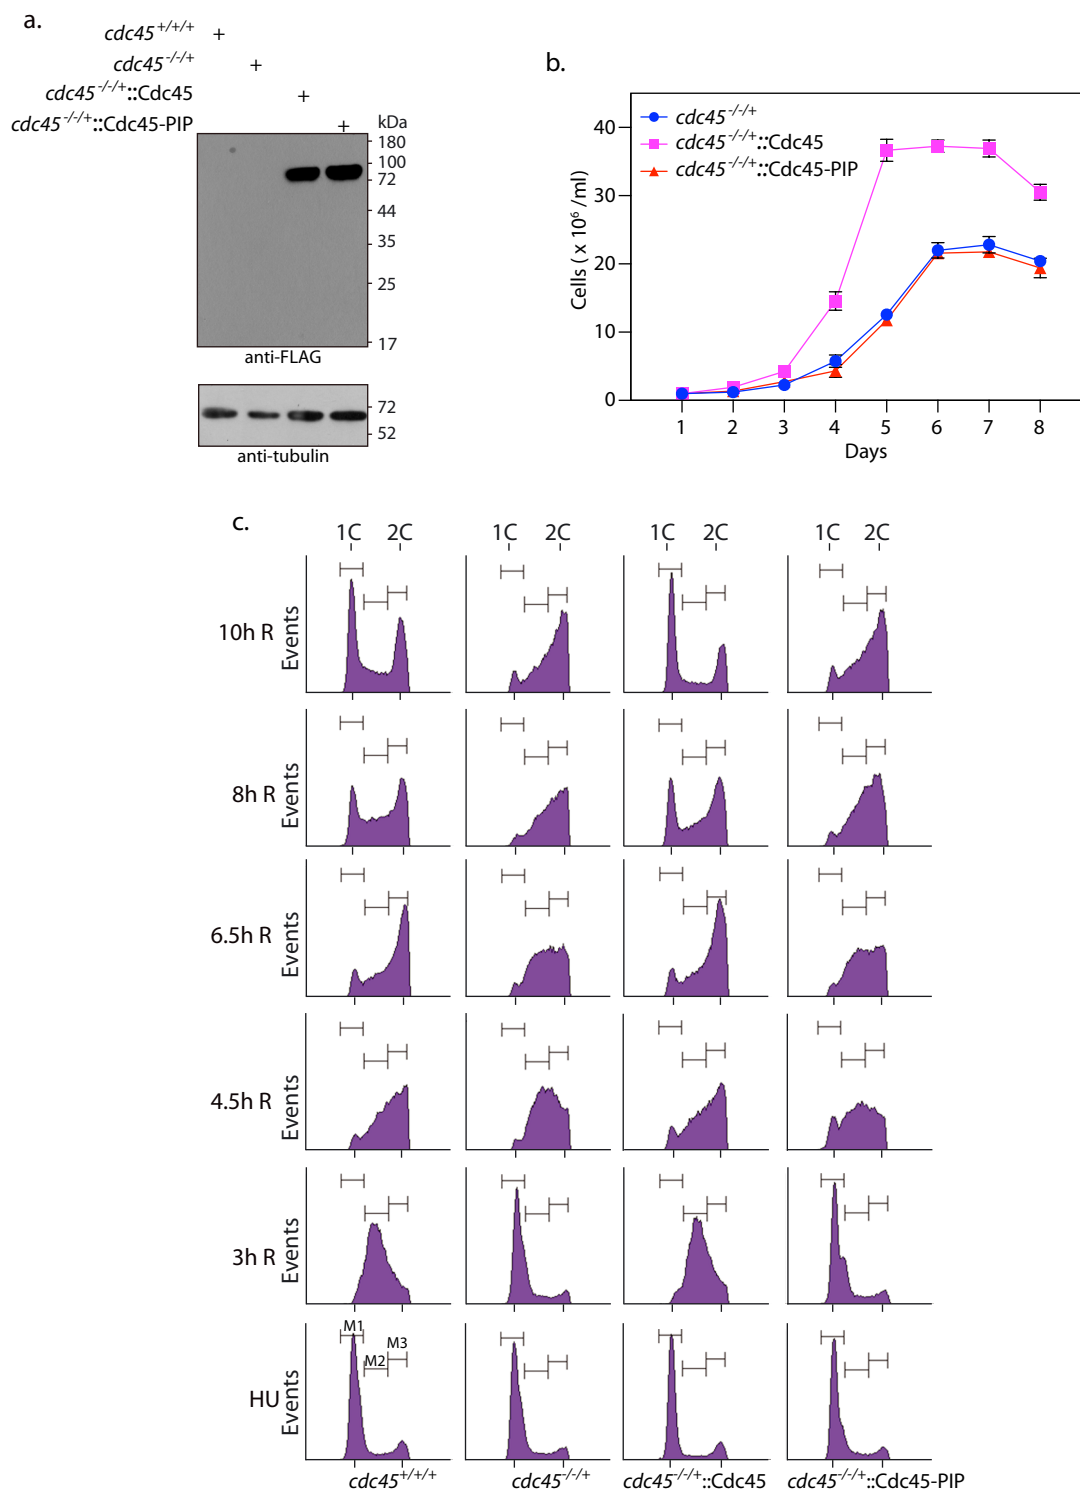 a.
cdc45+/+/+ +
cdc45-/-/+ +
cdc45-/-/+::Cdc45 +
cdc45-/-/+::Cdc45-PIP +
kDa
180
100
72
44
35
25
17
anti-FLAG
72
52
anti-tubulin
b.
cdc45-/-/+
cdc45-/-/+::Cdc45
cdc45-/-/+::Cdc45-PIP
Cells ( x 10⁶ /ml)
40
30
20
10
0
1 2 3 4 5 6 7 8
Days
c.
1C 2C 1C 2C 1C 2C 1C 2C
10h R Events
8h R Events
6.5h R Events
4.5h R Events
3h R Events
HU Events
M1
M2
M3
cdc45+/+/+ cdc45-/-/+ cdc45-/-/+::Cdc45 cdc45-/-/+::Cdc45-PIP